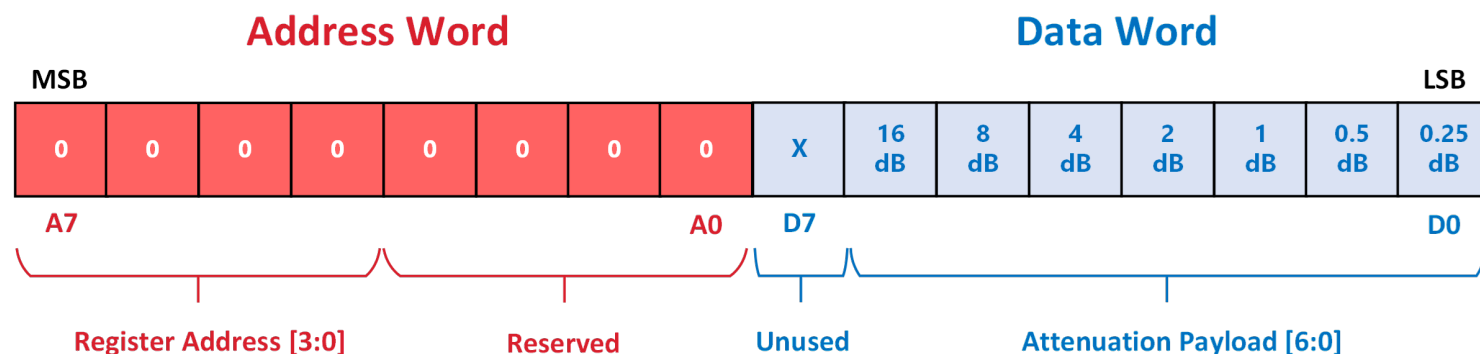 Address Word Data Word
MSB LSB
0 0 0 0 0 0 0 0 X 16 dB 8 dB 4 dB 2 dB 1 dB 0.5 dB 0.25 dB
A7 A0 D7 D0
Register Address [3:0] Reserved Unused Attenuation Payload [6:0]